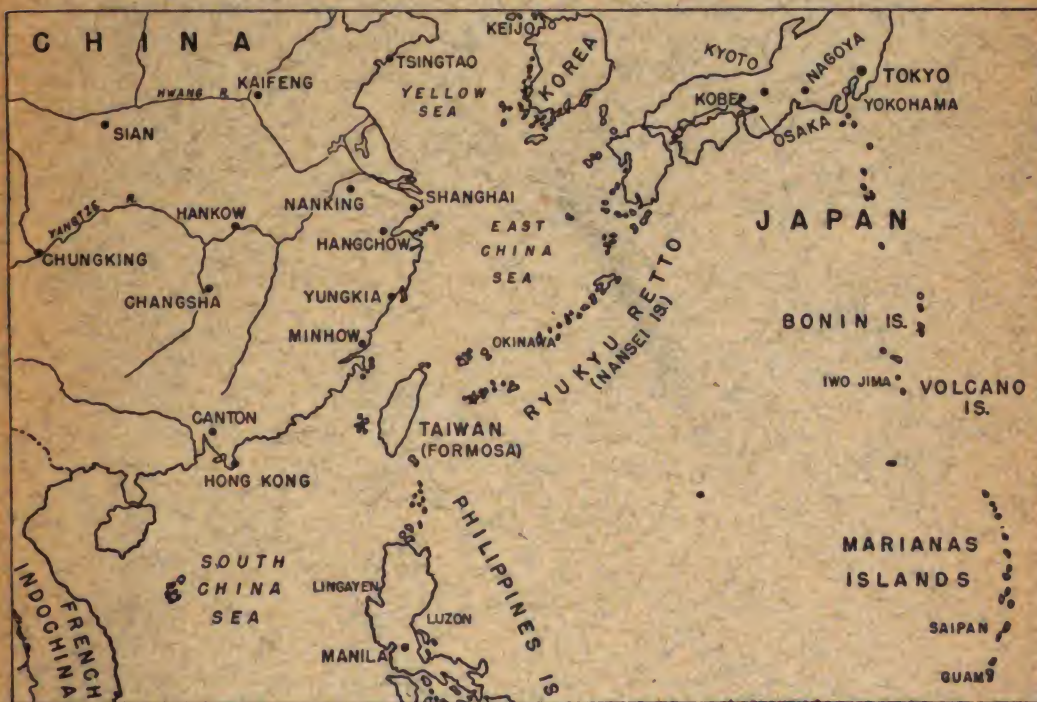 CHINA
KEIJO
KOREA
TSINGTAO
YELLOW
SEA
KAIFENG
HWANG R.
SIAN
KYOTO
NAGOYA
TOKYO
YOKOHAMA
KOBE
OSAKA
JAPAN
NANKING
SHANGHAI
HANGCHOW
YANGTZE R.
HANKOW
CHUNGKING
CHANGSHA
EAST
CHINA
SEA
YUNGKIA
MINHOW
OKINAWA
RYUKYU RETTO
(NANSEI IS.)
BONIN IS.
IWO JIMA
VOLCANO
IS.
CANTON
HONG KONG
TAIWAN
(FORMOSA)
PHILIPPINES IS
SOUTH
CHINA
SEA
LINGAYEN
LUZON
MANILA
FRENCH
INDOCHINA
MARIANAS
ISLANDS
SAIPAN
GUAM